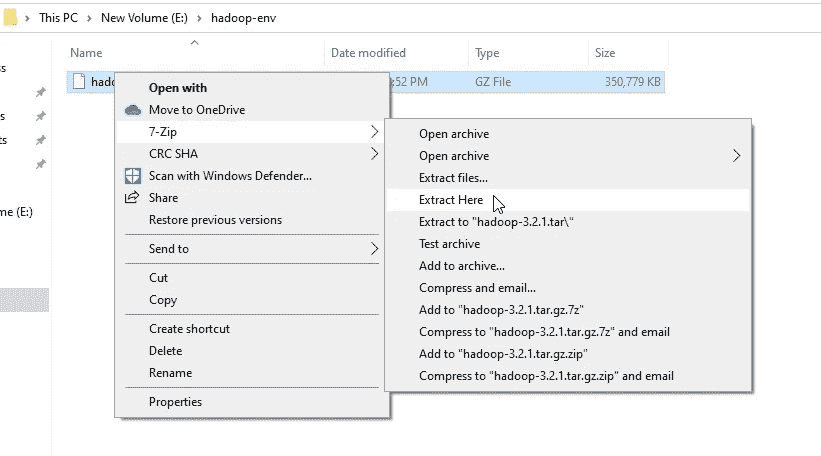 This PC > New Volume (E:) > hadoop-env
Name Date modified Type Size
hado :52 PM GZ File 350,779 KB
Open with
Move to OneDrive
7-Zip
CRC SHA
Scan with Windows Defender...
Share
Restore previous versions
Send to
Cut
Copy
Create shortcut
Delete
Rename
Properties
Open archive
Open archive
Extract files...
Extract Here
Extract to "hadoop-3.2.1.tar\"
Test archive
Add to archive...
Compress and email...
Add to "hadoop-3.2.1.tar.gz.7z"
Compress to "hadoop-3.2.1.tar.gz.7z" and email
Add to "hadoop-3.2.1.tar.gz.zip"
Compress to "hadoop-3.2.1.tar.gz.zip" and email
me (E:)